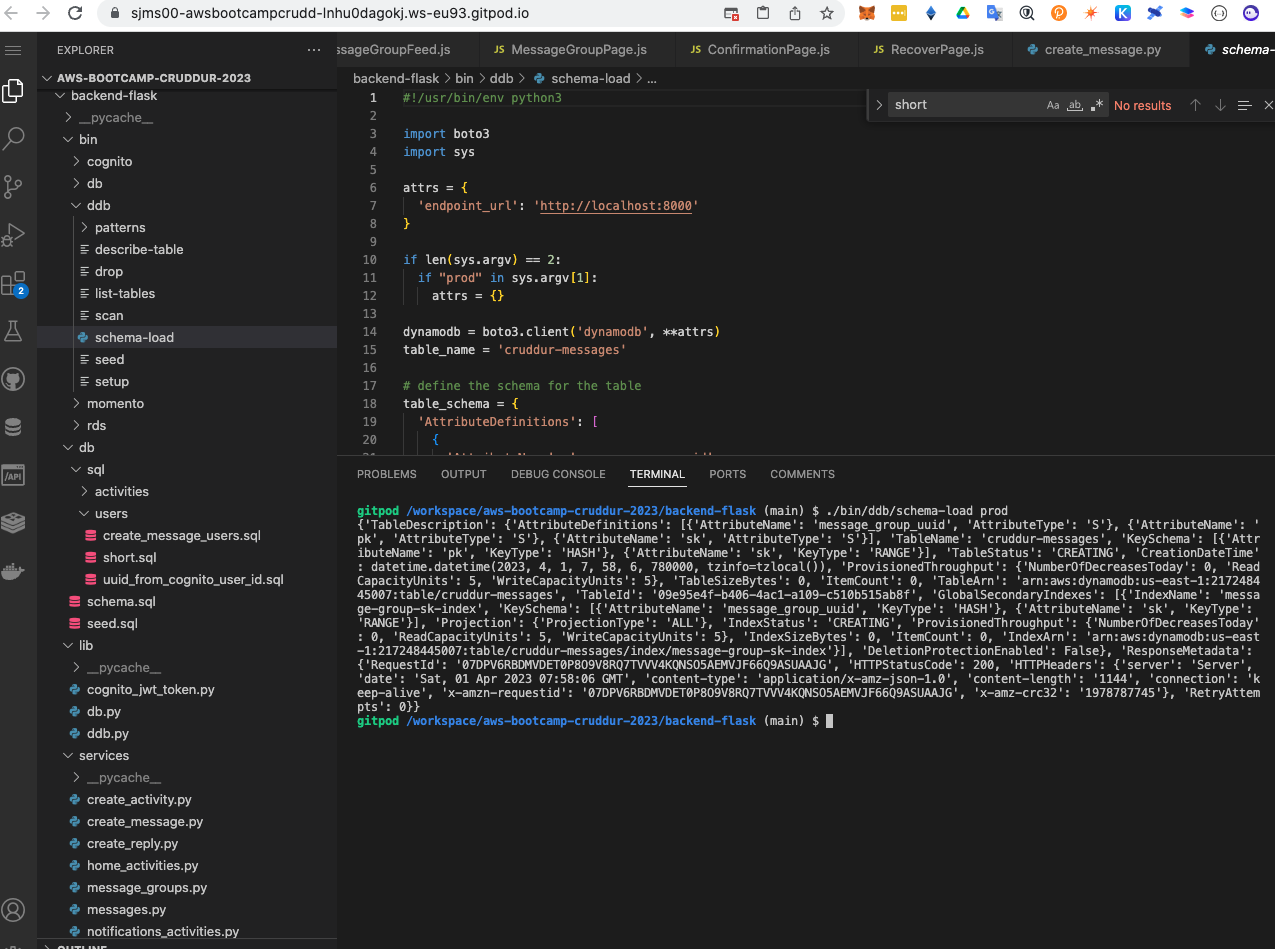 sjms00-awsbootcampcrudd-lnhu0dagokj.ws-eu93.gitpod.io
EXPLORER
AWS-BOOTCAMP-CRUDDUR-2023
backend-flask
__pycache__
bin
cognito
db
ddb
patterns
describe-table
drop
list-tables
scan
schema-load
seed
setup
momento
rds
db
sql
activities
users
create_message_users.sql
short.sql
uuid_from_cognito_user_id.sql
schema.sql
seed.sql
lib
__pycache__
cognito_jwt_token.py
db.py
ddb.py
services
__pycache__
create_activity.py
create_message.py
create_reply.py
home_activities.py
message_groups.py
messages.py
notifications_activities.py
OUTLINE
2
ssageGroupFeed.js
JS MessageGroupPage.js
JS ConfirmationPage.js
JS RecoverPage.js
create_message.py
schema-
backend-flask > bin > ddb > schema-load > ...
short
Aa ab .* No results
1 #!/usr/bin/env python3
2
3 import boto3
4 import sys
5
6 attrs = {
7 'endpoint_url': 'http://localhost:8000'
8 }
9
10 if len(sys.argv) == 2:
11 if "prod" in sys.argv[1]:
12 attrs = {}
13
14 dynamodb = boto3.client('dynamodb', **attrs)
15 table_name = 'cruddur-messages'
16
17 # define the schema for the table
18 table_schema = {
19 'AttributeDefinitions': [
20 {
PROBLEMS OUTPUT DEBUG CONSOLE TERMINAL PORTS COMMENTS
gitpod /workspace/aws-bootcamp-cruddur-2023/backend-flask (main) $ ./bin/ddb/schema-load prod
{'TableDescription': {'AttributeDefinitions': [{'AttributeName': 'message_group_uuid', 'AttributeType': 'S'}, {'AttributeName': '
pk', 'AttributeType': 'S'}, {'AttributeName': 'sk', 'AttributeType': 'S'}], 'TableName': 'cruddur-messages', 'KeySchema': [{'Attr
ibuteName': 'pk', 'KeyType': 'HASH'}, {'AttributeName': 'sk', 'KeyType': 'RANGE'}], 'TableStatus': 'CREATING', 'CreationDateTime'
: datetime.datetime(2023, 4, 1, 7, 58, 6, 780000, tzinfo=tzlocal()), 'ProvisionedThroughput': {'NumberOfDecreasesToday': 0, 'Read
CapacityUnits': 5, 'WriteCapacityUnits': 5}, 'TableSizeBytes': 0, 'ItemCount': 0, 'TableArn': 'arn:aws:dynamodb:us-east-1:2172484
45007:table/cruddur-messages', 'TableId': '09e95e4f-b406-4ac1-a109-c510b515ab8f', 'GlobalSecondaryIndexes': [{'IndexName': 'messa
ge-group-sk-index', 'KeySchema': [{'AttributeName': 'message_group_uuid', 'KeyType': 'HASH'}, {'AttributeName': 'sk', 'KeyType':
'RANGE'}], 'Projection': {'ProjectionType': 'ALL'}, 'IndexStatus': 'CREATING', 'ProvisionedThroughput': {'NumberOfDecreasesToday'
: 0, 'ReadCapacityUnits': 5, 'WriteCapacityUnits': 5}, 'IndexSizeBytes': 0, 'ItemCount': 0, 'IndexArn': 'arn:aws:dynamodb:us-east
-1:217248445007:table/cruddur-messages/index/message-group-sk-index'}], 'DeletionProtectionEnabled': False}, 'ResponseMetadata':
{'RequestId': '07DPV6RBDMVDET0P8O9V8RQ7TVVV4KQNSO5AEMVJF66Q9ASUAAJG', 'HTTPStatusCode': 200, 'HTTPHeaders': {'server': 'Server',
'date': 'Sat, 01 Apr 2023 07:58:06 GMT', 'content-type': 'application/x-amz-json-1.0', 'content-length': '1144', 'connection': 'k
eep-alive', 'x-amzn-requestid': '07DPV6RBDMVDET0P8O9V8RQ7TVVV4KQNSO5AEMVJF66Q9ASUAAJG', 'x-amz-crc32': '1978787745'}, 'RetryAttem
pts': 0}}
gitpod /workspace/aws-bootcamp-cruddur-2023/backend-flask (main) $